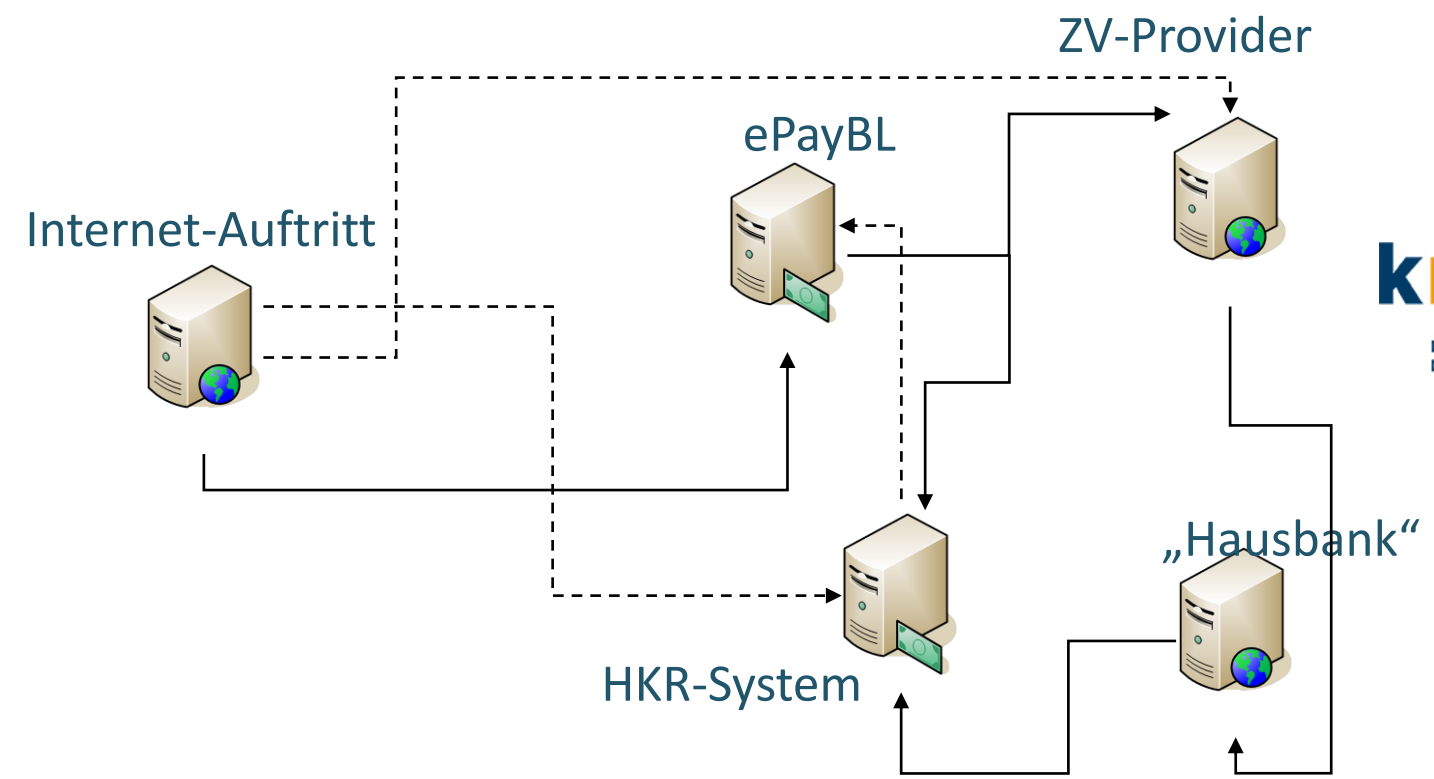 ZV-Provider
ePayBL
Internet-Auftritt
k
„Hausbank“
HKR-System